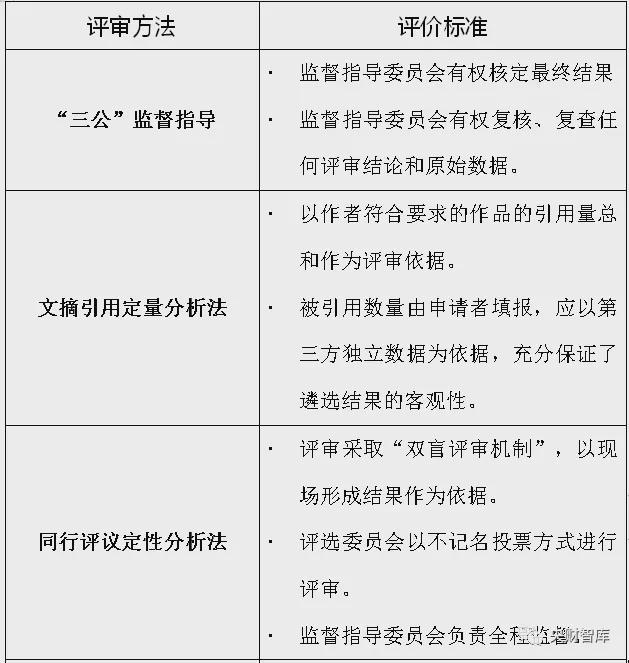 评审方法
评价标准
“三公”监督指导
· 监督指导委员会有权核定最终结果
· 监督指导委员会有权复核、复查任
何评审结论和原始数据。
文摘引用定量分析法
· 以作者符合要求的作品的引用量总
和作为评审依据。
· 被引用数量由申请者填报，应以第
三方独立数据为依据，充分保证了
遴选结果的客观性。
同行评议定性分析法
· 评审采取“双盲评审机制”，以现
场形成结果作为依据。
· 评选委员会以不记名投票方式进行
评审。
· 监督指导委员会负责全程监督。
央财智库